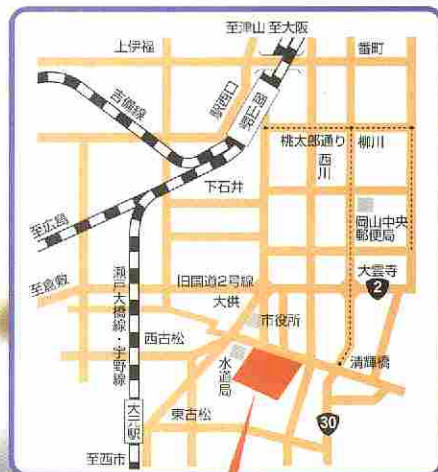 至津山 至大阪
上伊福
番町
駅西口
吉備線
岡山駅
桃太郎通り
柳川
西川
下石井
至広島
岡山中央
郵便局
至倉敷
大雲寺
旧国道2号線
2
大供
瀬戸大橋線・宇野線
市役所
西古松
水道局
清輝橋
大元駅
東古松
30
至西市